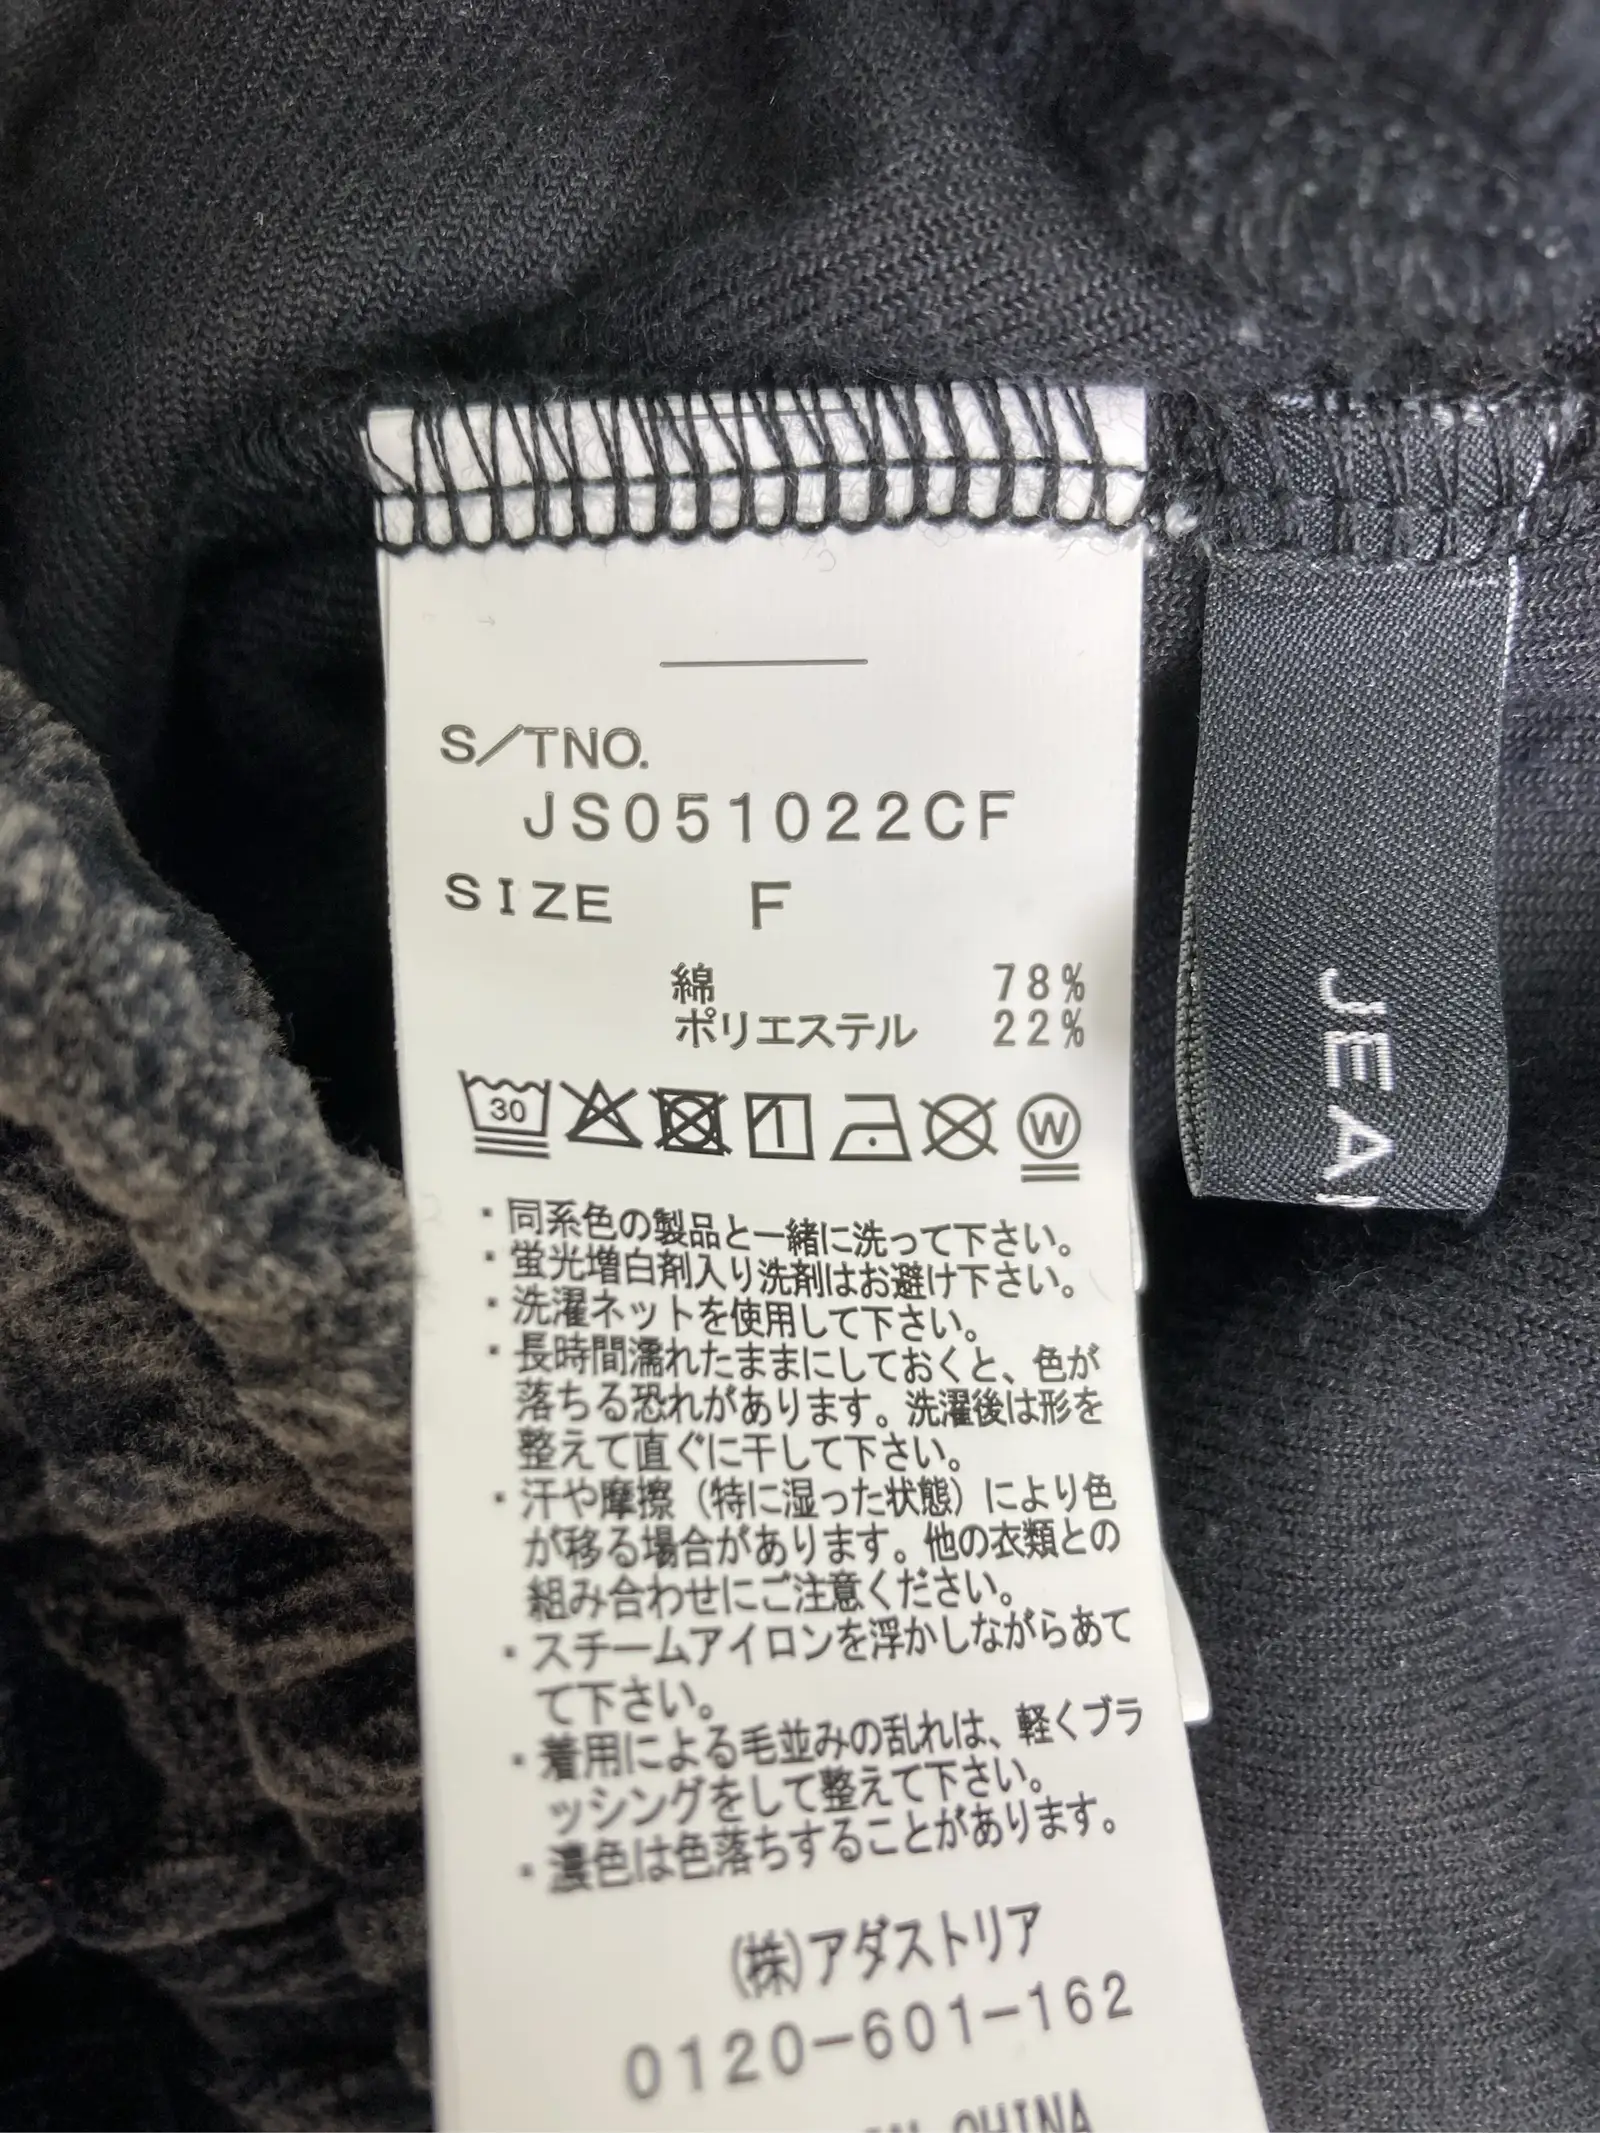 S/TNO.
JS051022CF
SIZE F
綿 78%
ポリエステル 22%
30
W
・同系色の製品と一緒に洗って下さい。
・蛍光増白剤入り洗剤はお避け下さい。
・洗濯ネットを使用して下さい。
・長時間濡れたままにしておくと、色が
落ちる恐れがあります。洗濯後は形を
整えて直ぐに干して下さい。
・汗や摩擦（特に湿った状態）により色
が移る場合があります。他の衣類との
組み合わせにご注意ください。
・スチームアイロンを浮かしながらあて
て下さい。
・着用による毛並みの乱れは、軽くブラ
ッシングをして整えて下さい。
・濃色は色落ちすることがあります。
(株)アダストリア
0120-601-162
CHINA
JEA